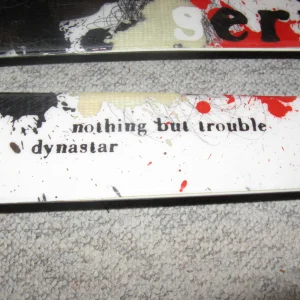 ser
nothing but trouble
dynastar